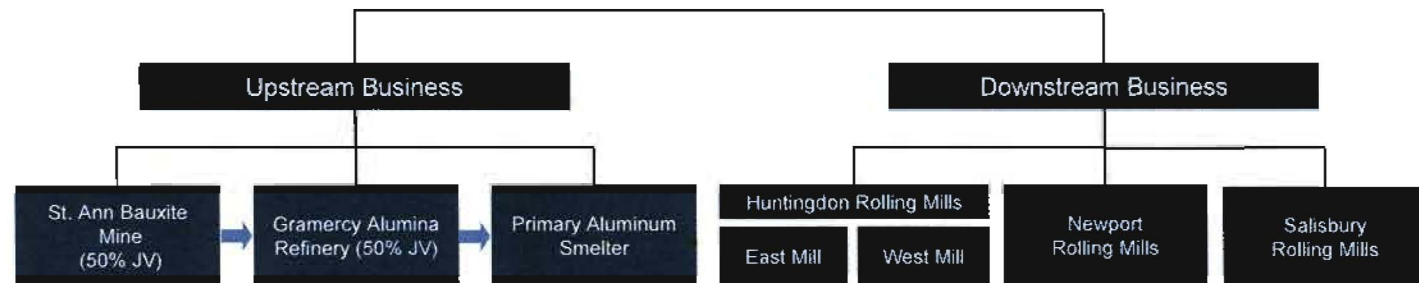 Upstream Business
Downstream Business
St. Ann Bauxite
Mine
(50% JV)
Gramercy Alumina
Refinery (50% JV)
Primary Aluminum
Smelter
Huntingdon Rolling Mills
East Mill
West Mill
Newport
Rolling Mills
Salisbury
Rolling Mills